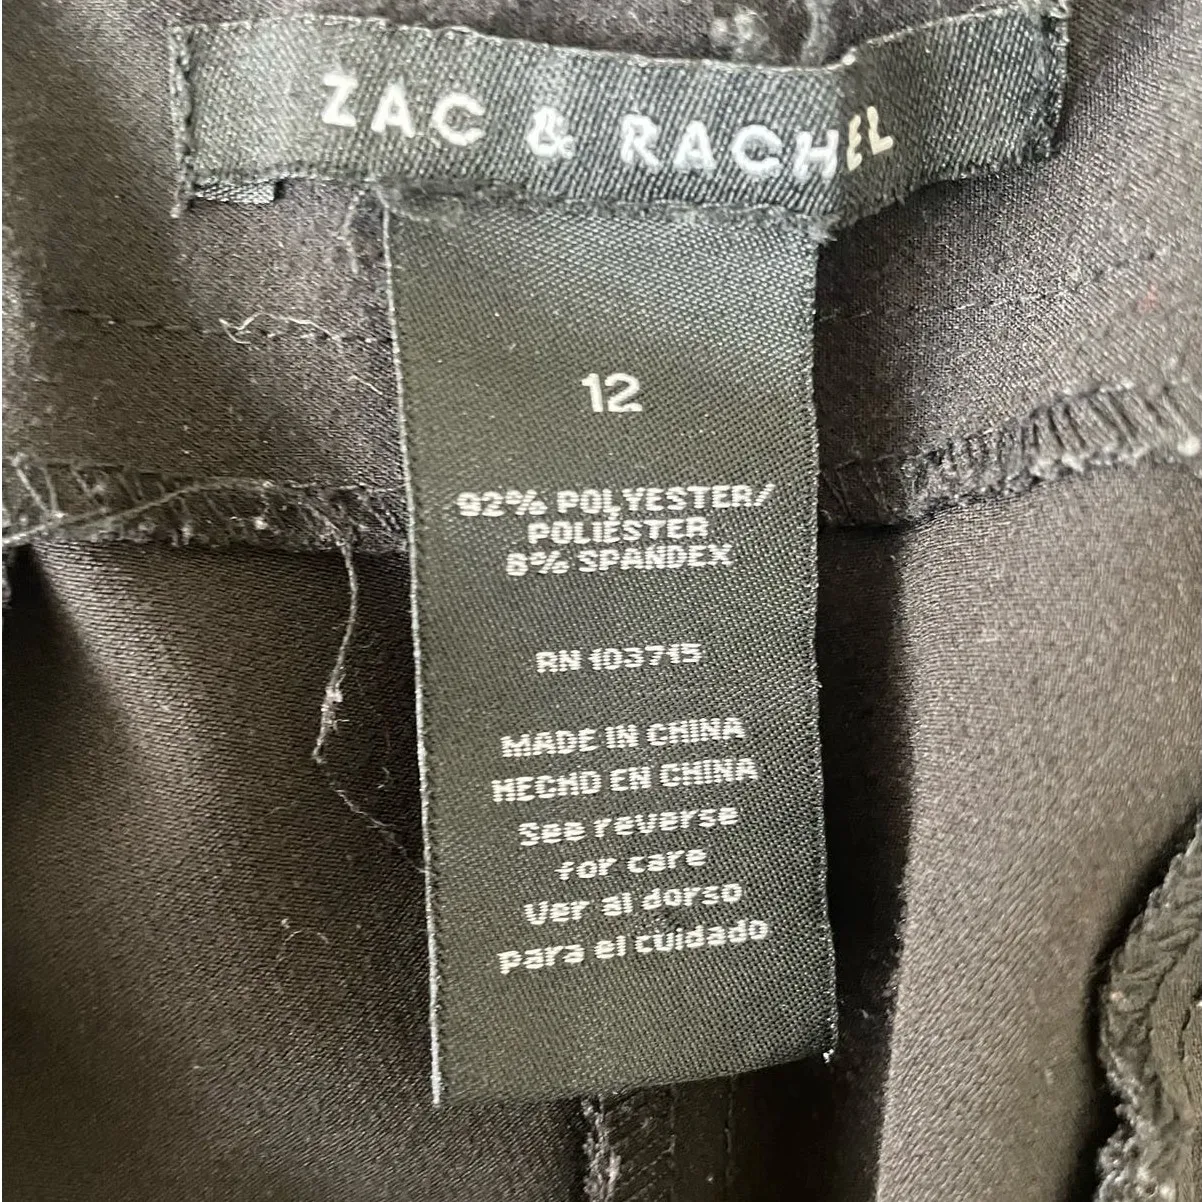 ZAC & RACHEL
12
92% POLYESTER/
POLIÉSTER
8% SPANDEX
RN 103715
MADE IN CHINA
HECHO EN CHINA
See reverse
for care
Ver al dorso
para el cuidado